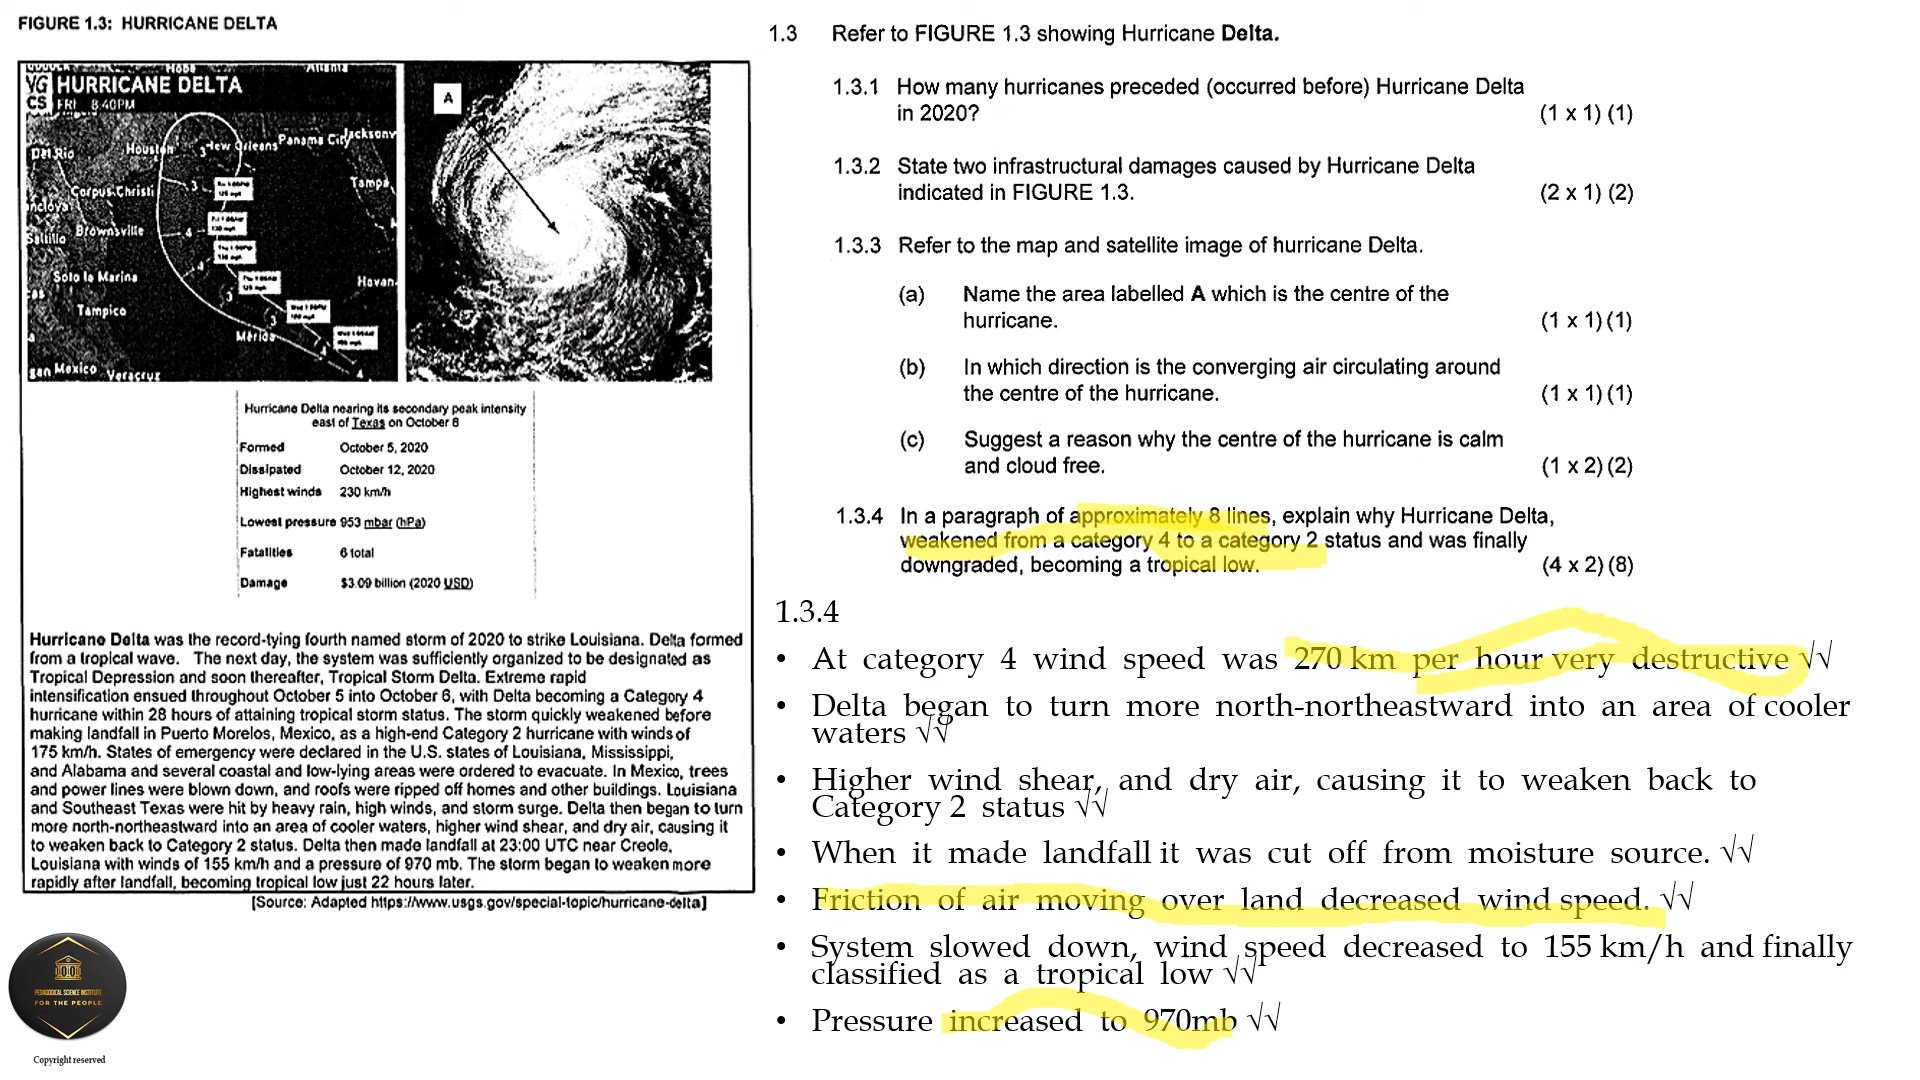 FIGURE 1.3: HURRICANE DELTA
VG
CS
HURRICANE DELTA
FRI 8:40PM
Atlanta
Del Rio
Houston
New Orleans
Panama City
Jacksonv
Corpus Christi
Tampa
Saltillo
Brownsville
Soto la Marina
Havan
Tampico
Mérida
Mexico
Veracruz
3
3
4
4
3
3
4
4
A
Hurricane Delta nearing its secondary peak intensity
east of Texas on October 8
Formed October 5, 2020
Dissipated October 12, 2020
Highest winds 230 km/h
Lowest pressure 953 mbar (hPa)
Fatalities 6 total
Damage $3.09 billion (2020 USD)
Hurricane Delta was the record-tying fourth named storm of 2020 to strike Louisiana. Delta formed
from a tropical wave. The next day, the system was sufficiently organized to be designated as
Tropical Depression and soon thereafter, Tropical Storm Delta. Extreme rapid
intensification ensued throughout October 5 into October 6, with Delta becoming a Category 4
hurricane within 28 hours of attaining tropical storm status. The storm quickly weakened before
making landfall in Puerto Morelos, Mexico, as a high-end Category 2 hurricane with winds of
175 km/h. States of emergency were declared in the U.S. states of Louisiana, Mississippi,
and Alabama and several coastal and low-lying areas were ordered to evacuate. In Mexico, trees
and power lines were blown down, and roofs were ripped off homes and other buildings. Louisiana
and Southeast Texas were hit by heavy rain, high winds, and storm surge. Delta then began to turn
more north-northeastward into an area of cooler waters, higher wind shear, and dry air, causing it
to weaken back to Category 2 status. Delta then made landfall at 23:00 UTC near Creole,
Louisiana with winds of 155 km/h and a pressure of 970 mb. The storm began to weaken more
rapidly after landfall, becoming tropical low just 22 hours later.
[Source: Adapted https://www.usgs.gov/special-topic/hurricane-delta]
PEDAGOGICAL SCIENCE INSTITUTE
FOR THE PEOPLE
Copyright reserved
1.3 Refer to FIGURE 1.3 showing Hurricane Delta.
1.3.1 How many hurricanes preceded (occurred before) Hurricane Delta
in 2020? (1 x 1) (1)
1.3.2 State two infrastructural damages caused by Hurricane Delta
indicated in FIGURE 1.3. (2 x 1) (2)
1.3.3 Refer to the map and satellite image of hurricane Delta.
(a) Name the area labelled A which is the centre of the
hurricane. (1 x 1) (1)
(b) In which direction is the converging air circulating around
the centre of the hurricane. (1 x 1) (1)
(c) Suggest a reason why the centre of the hurricane is calm
and cloud free. (1 x 2) (2)
1.3.4 In a paragraph of approximately 8 lines, explain why Hurricane Delta,
weakened from a category 4 to a category 2 status and was finally
downgraded, becoming a tropical low. (4 x 2) (8)
1.3.4
• At category 4 wind speed was 270 km per hour very destructive √√
• Delta began to turn more north-northeastward into an area of cooler
waters √√
• Higher wind shear, and dry air, causing it to weaken back to
Category 2 status √√
• When it made landfall it was cut off from moisture source. √√
• Friction of air moving over land decreased wind speed. √√
• System slowed down, wind speed decreased to 155 km/h and finally
classified as a tropical low √√
• Pressure increased to 970mb √√